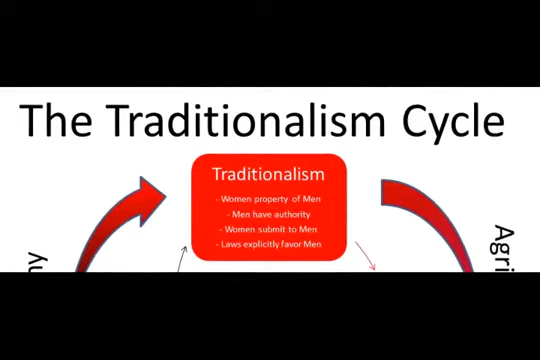 The Traditionalism Cycle
Traditionalism
- Women property of Men
- Men have authority
- Women submit to Men
- Laws explicitly favor Men